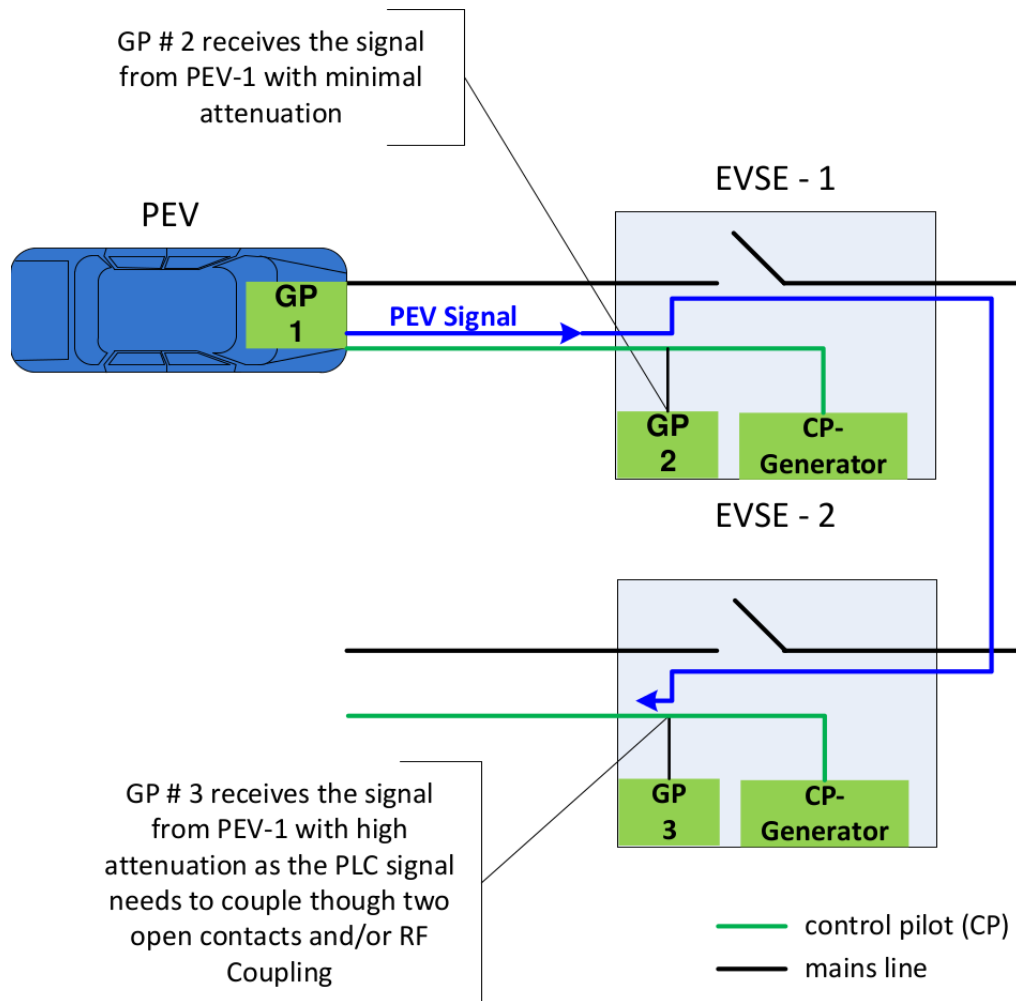 GP # 2 receives the signal
from PEV-1 with minimal
attenuation
EVSE - 1
PEV
GP
1
PEV Signal
GP
2
CP-
Generator
EVSE - 2
GP
3
CP-
Generator
GP # 3 receives the signal
from PEV-1 with high
attenuation as the PLC signal
needs to couple though two
open contacts and/or RF
Coupling
control pilot (CP)
mains line